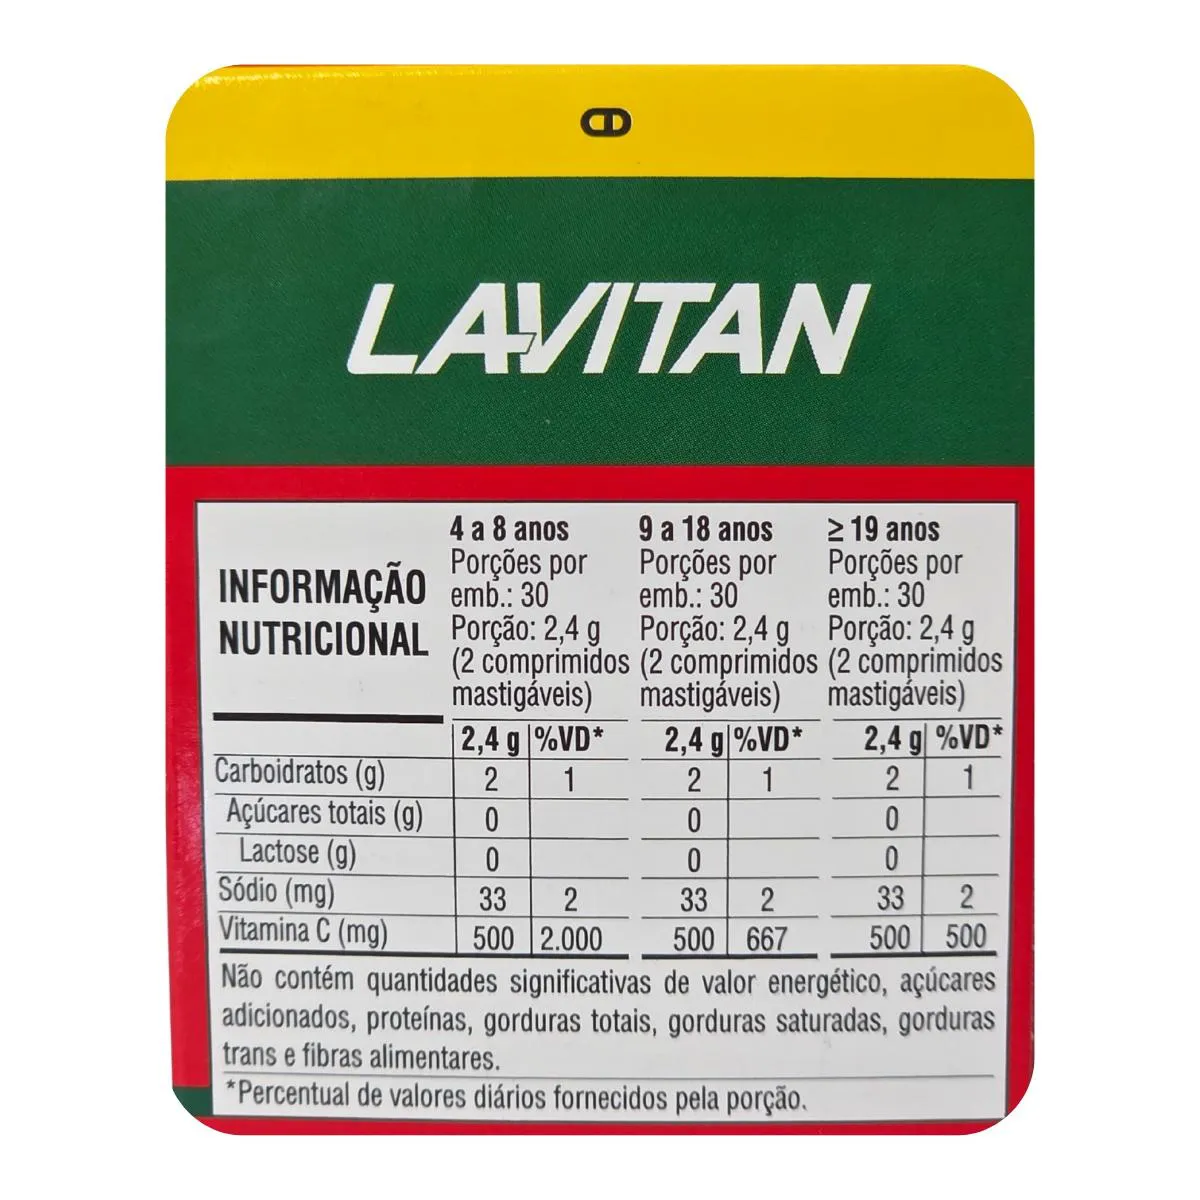 LAVITAN
INFORMAÇÃO
NUTRICIONAL
4 a 8 anos
Porções por
emb.: 30
Porção: 2,4 g
(2 comprimidos
mastigáveis)
9 a 18 anos
Porções por
emb.: 30
Porção: 2,4 g
(2 comprimidos
mastigáveis)
≥ 19 anos
Porções por
emb.: 30
Porção: 2,4 g
(2 comprimidos
mastigáveis)
2,4 g %VD* 2,4 g %VD* 2,4 g %VD*
Carboidratos (g) 2 1 2 1 2 1
Açúcares totais (g) 0 0 0
Lactose (g) 0 0 0
Sódio (mg) 33 2 33 2 33 2
Vitamina C (mg) 500 2.000 500 667 500 500
Não contém quantidades significativas de valor energético, açúcares
adicionados, proteínas, gorduras totais, gorduras saturadas, gorduras
trans e fibras alimentares.
*Percentual de valores diários fornecidos pela porção.